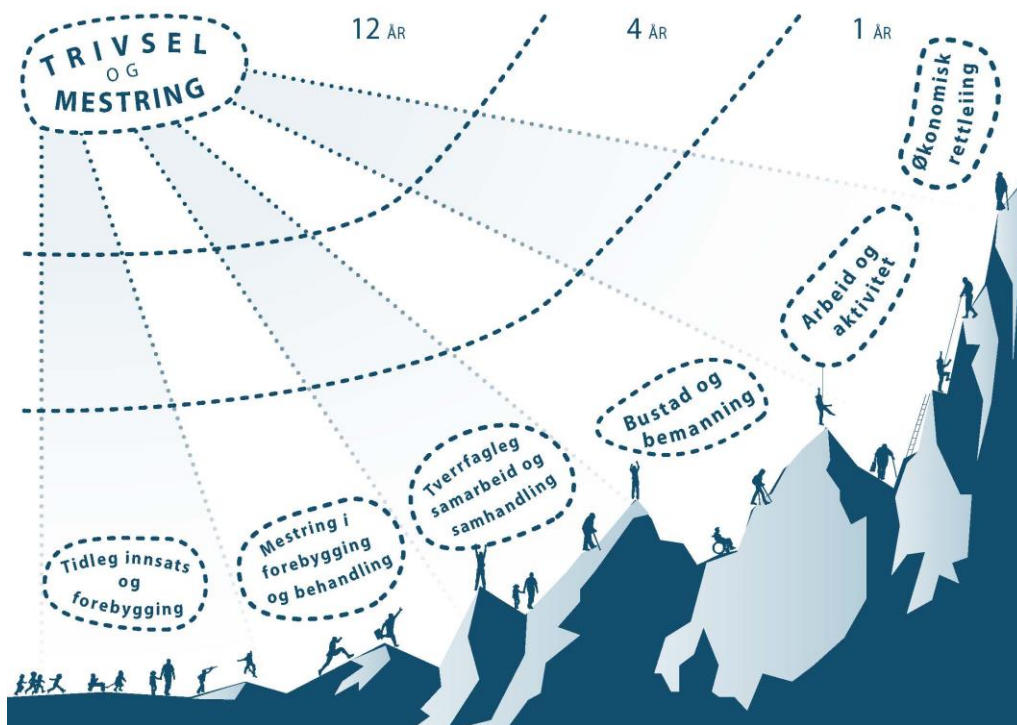 TRIVSEL
OG
MESTRING
12 ÅR
4 ÅR
1 ÅR
Økonomisk
rettleiing
Arbeid og
aktivitet
Bustad og
bemanning
Tverrfagleg
samarbeid og
samhandling
Mestring i
forebygging
og behandling
Tidleg innsats
og
forebygging